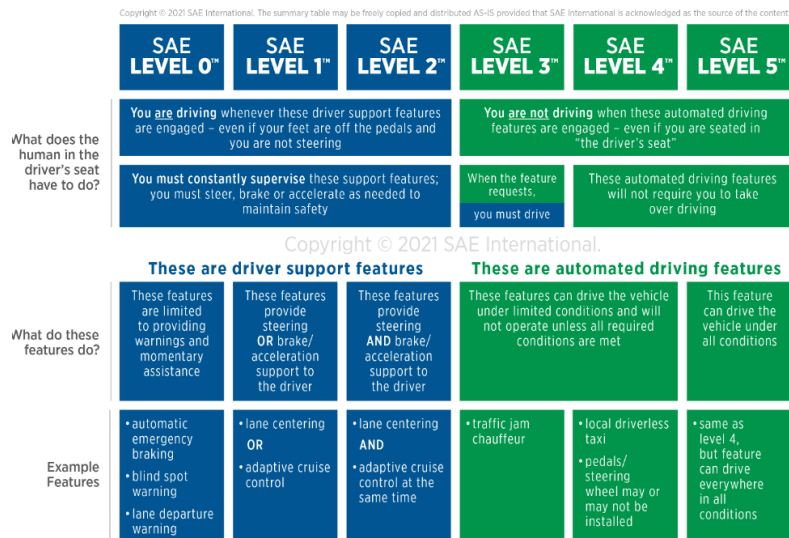 Copyright © 2021 SAE International. The summary table may be freely copied and distributed AS-IS provided that SAE International is acknowledged as the source of the content.
SAE
LEVEL 0™
SAE
LEVEL 1™
SAE
LEVEL 2™
SAE
LEVEL 3™
SAE
LEVEL 4™
SAE
LEVEL 5™
What does the
human in the
driver's seat
have to do?
You are driving whenever these driver support features
are engaged – even if your feet are off the pedals and
you are not steering
You are not driving when these automated driving
features are engaged – even if you are seated in
"the driver's seat"
You must constantly supervise these support features;
you must steer, brake or accelerate as needed to
maintain safety
When the feature
requests,
you must drive
These automated driving features
will not require you to take
over driving
Copyright © 2021 SAE International.
These are driver support features
These are automated driving features
What do these
features do?
These features
are limited
to providing
warnings and
momentary
assistance
These features
provide
steering
OR brake/
acceleration
support to
the driver
These features
provide
steering
AND brake/
acceleration
support to
the driver
These features can drive the vehicle
under limited conditions and will
not operate unless all required
conditions are met
This feature
can drive the
vehicle under
all conditions
Example
Features
• automatic
emergency
braking
• blind spot
warning
• lane departure
warning
• lane centering
OR
• adaptive cruise
control
• lane centering
AND
• adaptive cruise
control at the
same time
• traffic jam
chauffeur
• local driverless
taxi
• pedals/
steering
wheel may or
may not be
installed
• same as
level 4,
but feature
can drive
everywhere
in all
conditions